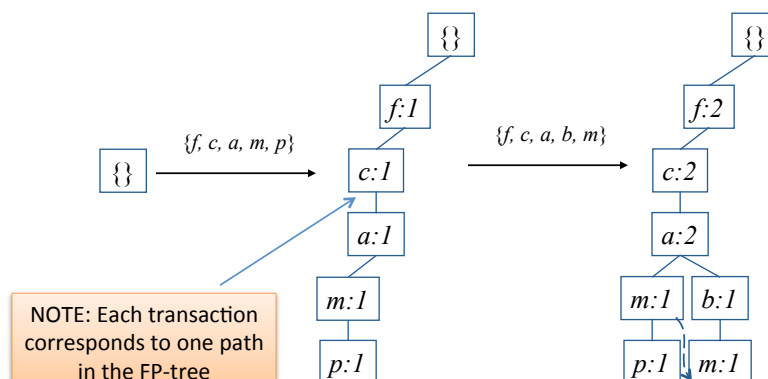 {}
{}
f:1
f:2
{f, c, a, m, p}
{f, c, a, b, m}
{}
c:1
c:2
a:1
a:2
m:1
m:1
b:1
NOTE: Each transaction
corresponds to one path
in the FP-tree
p:1
p:1
m:1